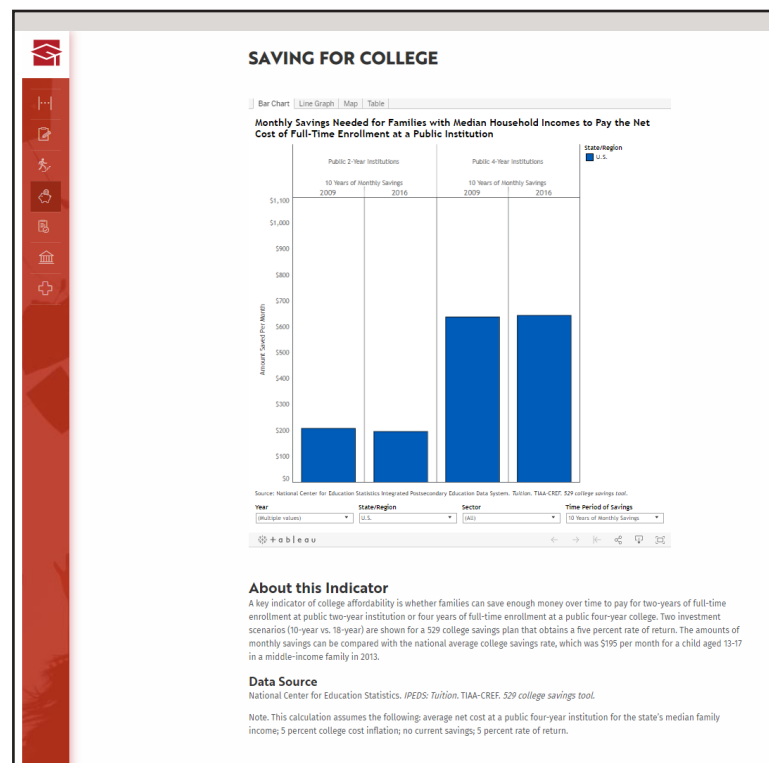 SAVING FOR COLLEGE
Bar Chart Line Graph Map Table
Monthly Savings Needed for Families with Median Household Incomes to Pay the Net
Cost of Full-Time Enrollment at a Public Institution
State/Region
U.S.
Public 2-Year Institutions Public 4-Year Institutions
10 Years of Monthly Savings 10 Years of Monthly Savings
2009 2016 2009 2016
$1,100
$1,000
$900
$800
$700
$600
$500
$400
$300
$200
$100
$0
Amount Saved Per Month
Source: National Center for Education Statistics Integrated Postsecondary Education Data System. Tuition. TIAA-CREF. 529 college savings tool.
Year State/Region Sector Time Period of Savings
(Multiple values) U.S. (All) 10 Years of Monthly Savings
+ableau
About this Indicator
A key indicator of college affordability is whether families can save enough money over time to pay for two-years of full-time
enrollment at public two-year institution or four years of full-time enrollment at a public four-year college. Two investment
scenarios (10-year vs. 18-year) are shown for a 529 college savings plan that obtains a five percent rate of return. The amounts of
monthly savings can be compared with the national average college savings rate, which was $195 per month for a child aged 13-17
in a middle-income family in 2013.
Data Source
National Center for Education Statistics. IPEDS: Tuition. TIAA-CREF. 529 college savings tool.
Note. This calculation assumes the following: average net cost at a public four-year institution for the state's median family
income; 5 percent college cost inflation; no current savings; 5 percent rate of return.